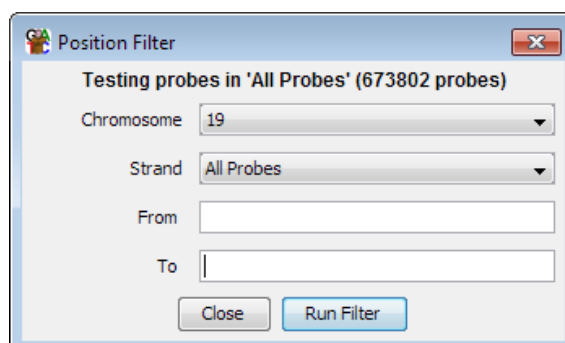 Position Filter
Testing probes in 'All Probes' (673802 probes)
Chromosome 19
Strand All Probes
From
To
Close Run Filter